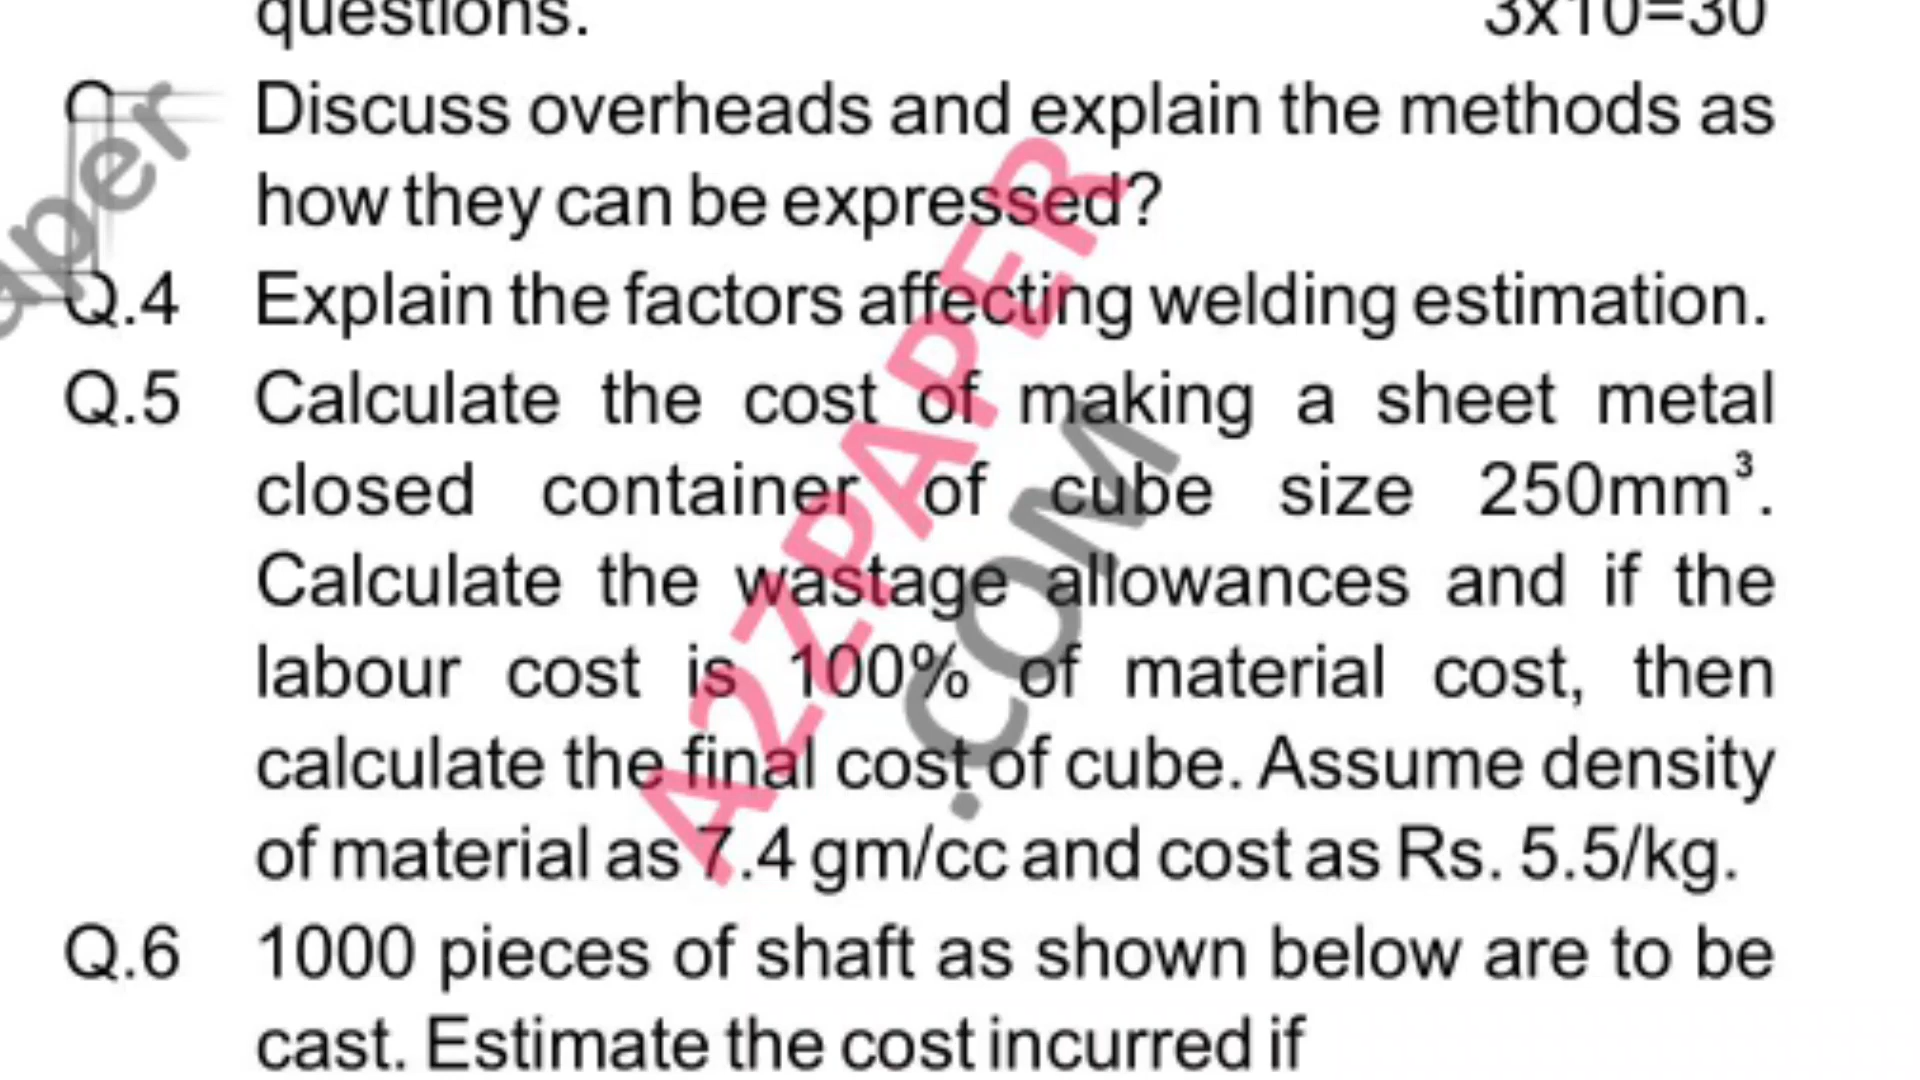 questions. 3x10=30
Discuss overheads and explain the methods as
how they can be expressed?
Q.4 Explain the factors affecting welding estimation.
Q.5 Calculate the cost of making a sheet metal
closed container of cube size 250mm³.
Calculate the wastage allowances and if the
labour cost is 100% of material cost, then
calculate the final cost of cube. Assume density
of material as 7.4 gm/cc and cost as Rs. 5.5/kg.
Q.6 1000 pieces of shaft as shown below are to be
cast. Estimate the cost incurred if
aper
A2ZPAPER
.COM